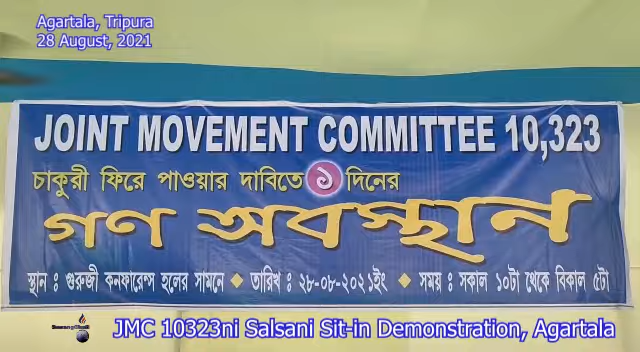 Agartala, Tripura
28 August, 2021
JOINT MOVEMENT COMMITTEE 10,323
চাকুরী ফিরে পাওয়ার দাবিতে ১ দিনের
গণ অবস্থান
স্থান : গুরুজী কনফারেন্স হলের সামনে ◆ তারিখ : ২৮-০৮-২০২১ইং ◆ সময় : সকাল ১০টা থেকে বিকাল ৫টা
JMC 10323ni Salsani Sit-in Demonstration, Agartala